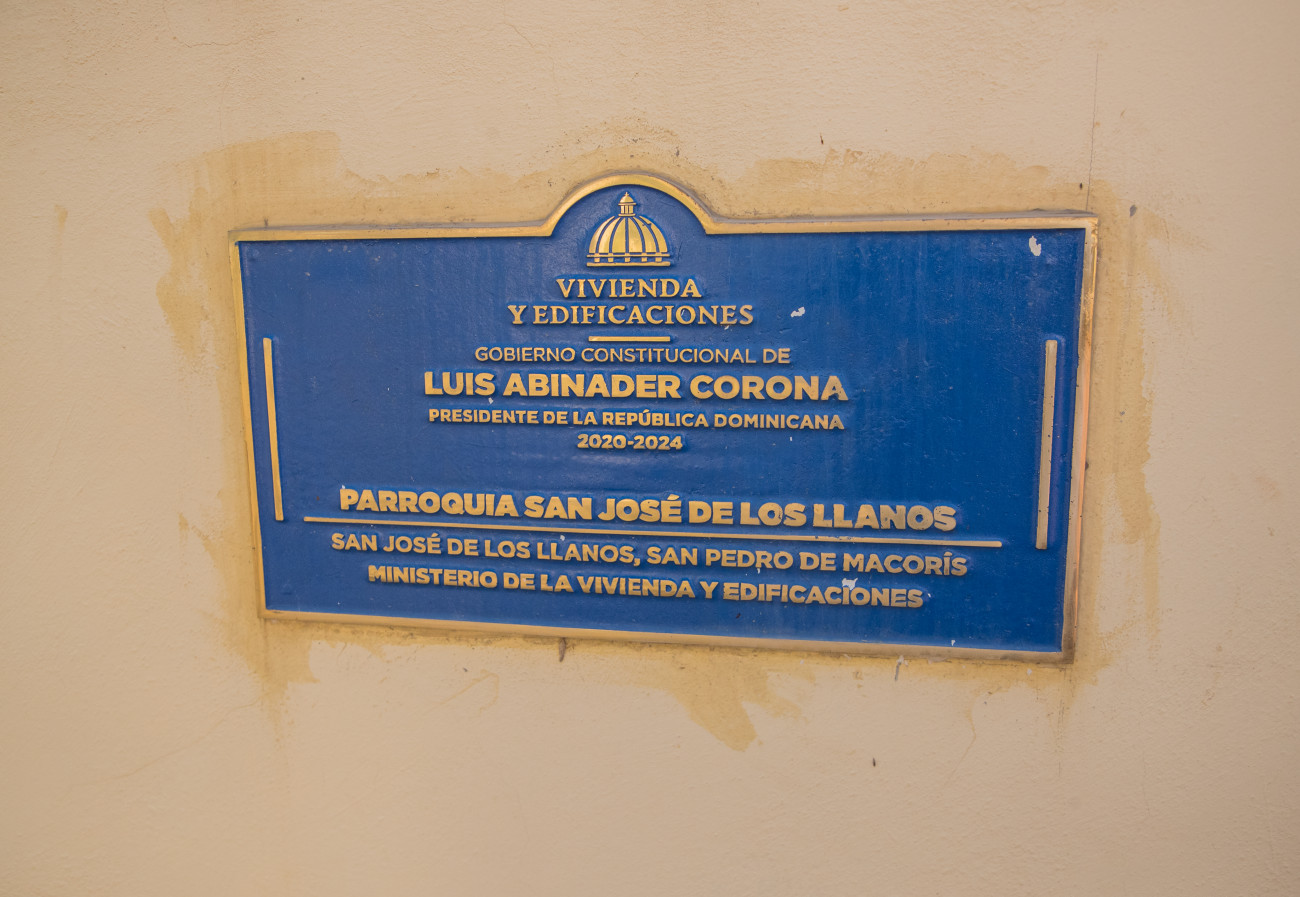 VIVIENDA
Y EDIFICACIONES
GOBIERNO CONSTITUCIONAL DE
LUIS ABINADER CORONA
PRESIDENTE DE LA REPÚBLICA DOMINICANA
2020-2024
PARROQUIA SAN JOSÉ DE LOS LLANOS
SAN JOSÉ DE LOS LLANOS, SAN PEDRO DE MACORÍS
MINISTERIO DE LA VIVIENDA Y EDIFICACIONES